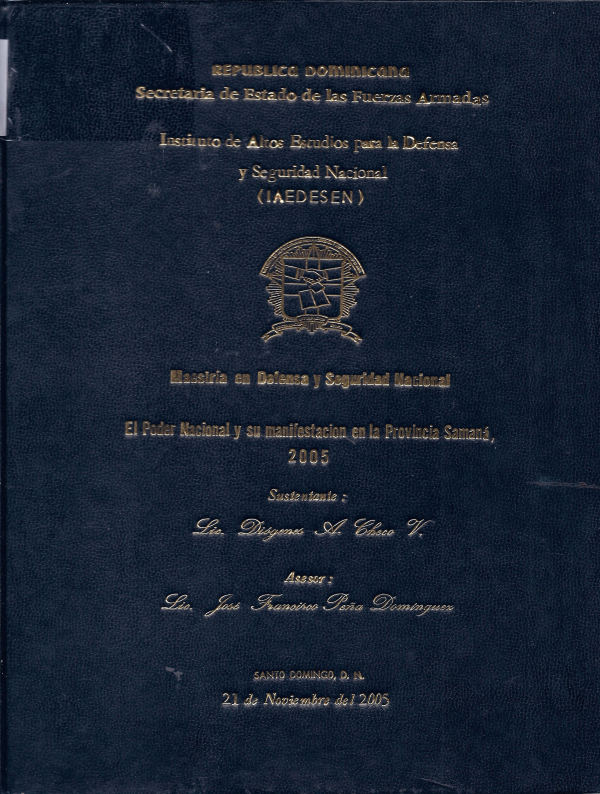 REPUBLICA DOMINICANA
Secretaria de Estado de las Fuerzas Armadas
Instituto de Altos Estudios para la Defensa
y Seguridad Nacional
(IAEDESEN)
Maestria en Defensa y Seguridad Nacional
El Poder Nacional y su manifestacion en la Provincia Samaná,
2005
Sustentante :
Lic. Diógenes A. Checo V.
Asesor :
Lic. José Francisco Peña Domínguez
SANTO DOMINGO, D. N.
21 de Noviembre del 2005